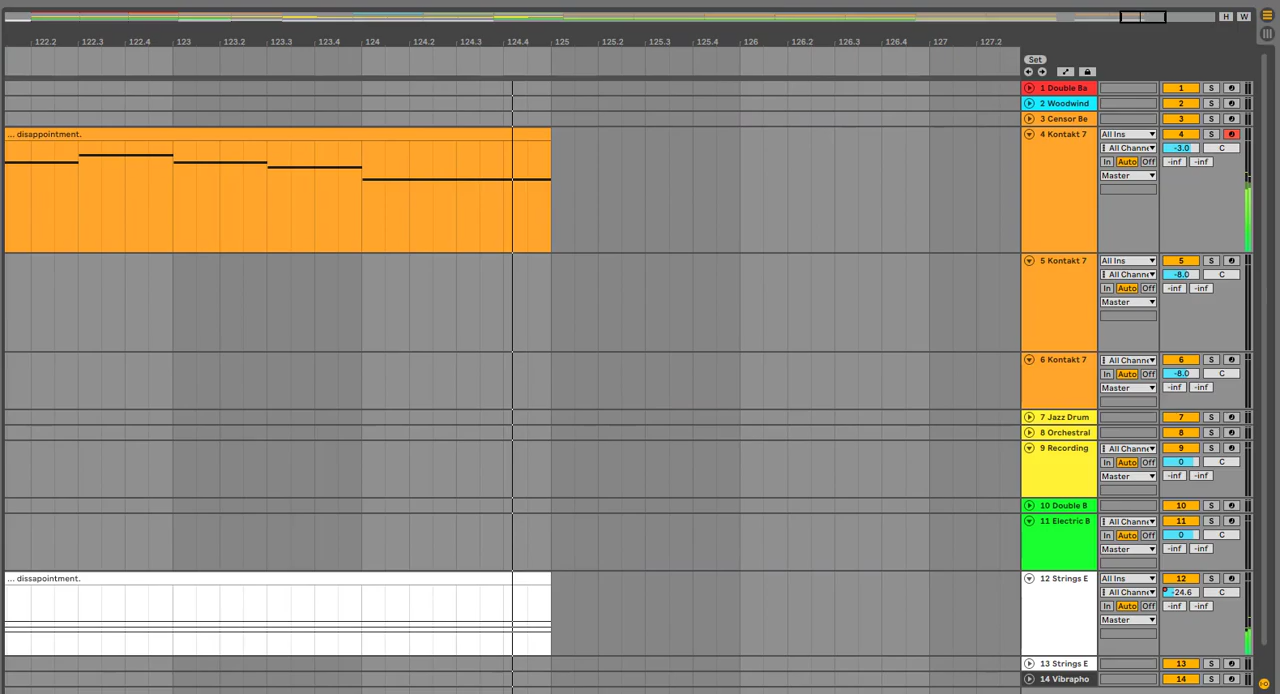 H W
122.2 122.3 122.4 123 123.2 123.3 123.4 124 124.2 124.3 124.4 125 125.2 125.3 125.4 126 126.2 126.3 126.4 127 127.2
Set
1 Double Ba 1 S
2 Woodwind 2 S
3 Censor Be 3 S
... disappointment. 4 Kontakt 7 All Ins 4 S
All Channe -3.0 C
In Auto Off -inf -inf
Master
5 Kontakt 7 All Ins 5 S
All Channe -8.0 C
In Auto Off -inf -inf
Master
6 Kontakt 7 All Channe 6 S
In Auto Off -8.0 C
Master -inf -inf
7 Jazz Drum 7 S
8 Orchestral 8 S
9 Recording All Channe 9 S
In Auto Off 0 C
Master -inf -inf
10 Double B 10 S
11 Electric B All Channe 11 S
In Auto Off 0 C
Master -inf -inf
... dissapointment. 12 Strings E All Ins 12 S
All Channe -24.6 C
In Auto Off -inf -inf
Master
13 Strings E 13 S
14 Vibrapho 14 S